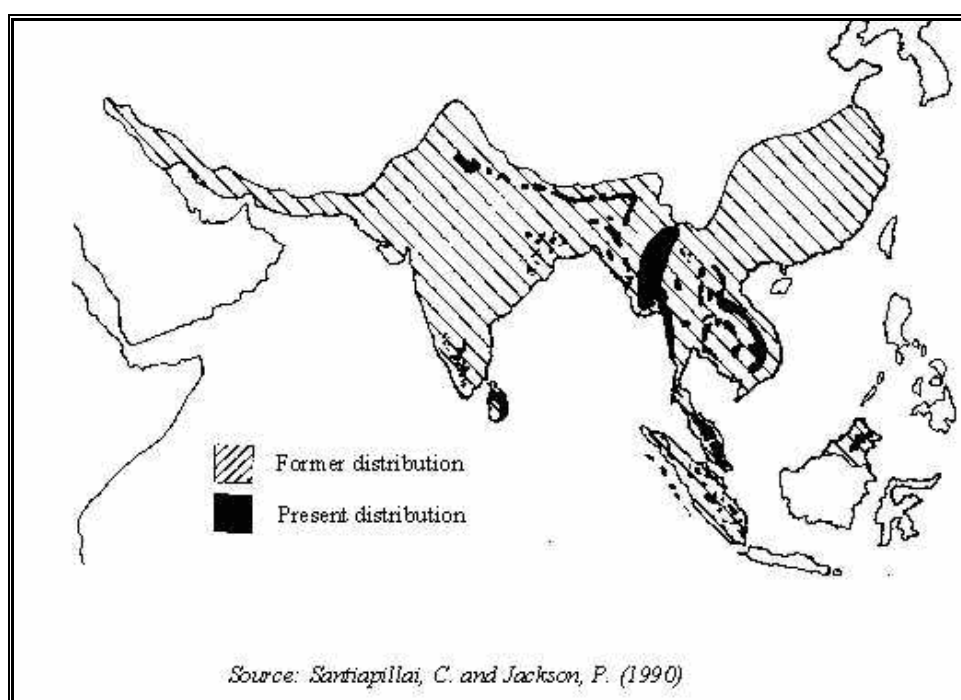 Former distribution
Present distribution
Source: Santiapillai, C. and Jackson, P. (1990)